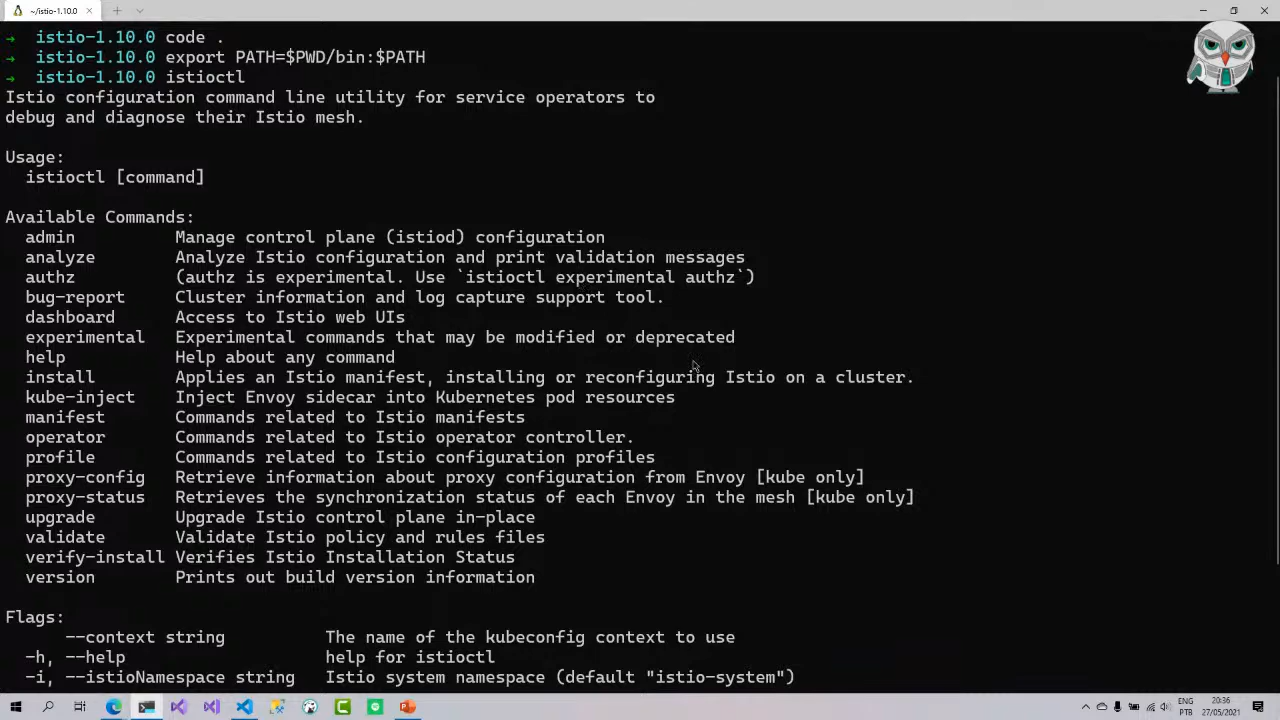 ~/istio-1.10.0
→ istio-1.10.0 code .
→ istio-1.10.0 export PATH=$PWD/bin:$PATH
→ istio-1.10.0 istioctl
Istio configuration command line utility for service operators to
debug and diagnose their Istio mesh.
Usage:
istioctl [command]
Available Commands:
admin Manage control plane (istiod) configuration
analyze Analyze Istio configuration and print validation messages
authz (authz is experimental. Use `istioctl experimental authz`)
bug-report Cluster information and log capture support tool.
dashboard Access to Istio web UIs
experimental Experimental commands that may be modified or deprecated
help Help about any command
install Applies an Istio manifest, installing or reconfiguring Istio on a cluster.
kube-inject Inject Envoy sidecar into Kubernetes pod resources
manifest Commands related to Istio manifests
operator Commands related to Istio operator controller.
profile Commands related to Istio configuration profiles
proxy-config Retrieve information about proxy configuration from Envoy [kube only]
proxy-status Retrieves the synchronization status of each Envoy in the mesh [kube only]
upgrade Upgrade Istio control plane in-place
validate Validate Istio policy and rules files
verify-install Verifies Istio Installation Status
version Prints out build version information
Flags:
--context string The name of the kubeconfig context to use
-h, --help help for istioctl
-i, --istioNamespace string Istio system namespace (default "istio-system")
ENG 20:36
PTB 27/05/2021